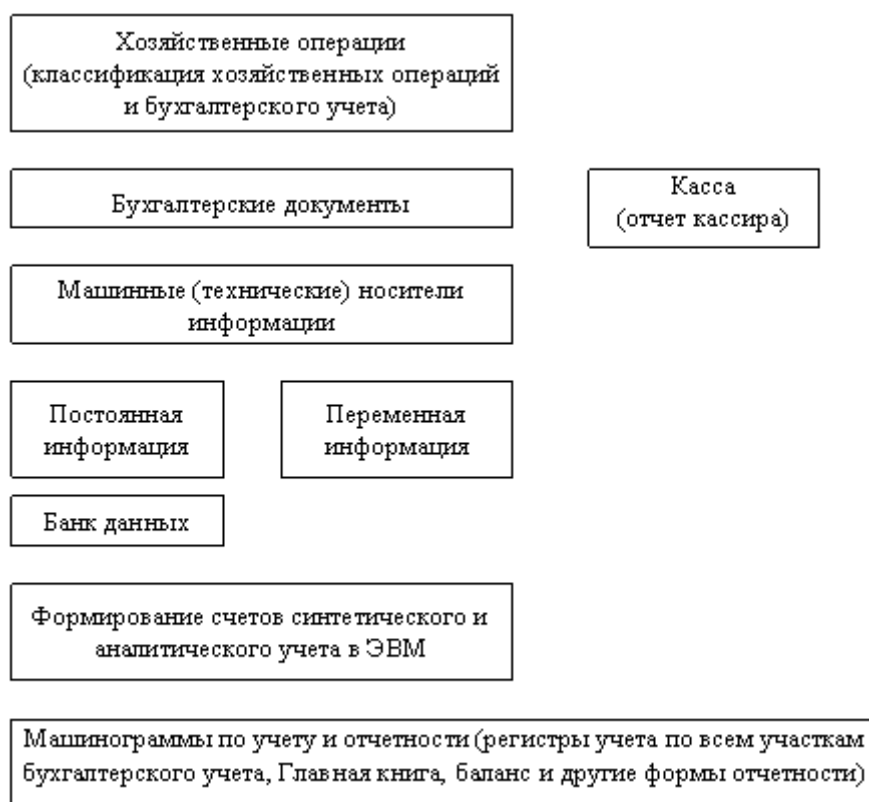 Хозяйственные операции
(классификация хозяйственных операций
и бухгалтерского учета)
Бухгалтерские документы
Касса
(отчет кассира)
Машинные (технические) носители
информации
Постоянная
информация
Переменная
информация
Банк данных
Формирование счетов синтетического и
аналитического учета в ЭВМ
Машинограммы по учету и отчетности (регистры учета по всем участкам
бухгалтерского учета, Главная книга, баланс и другие формы отчетности)